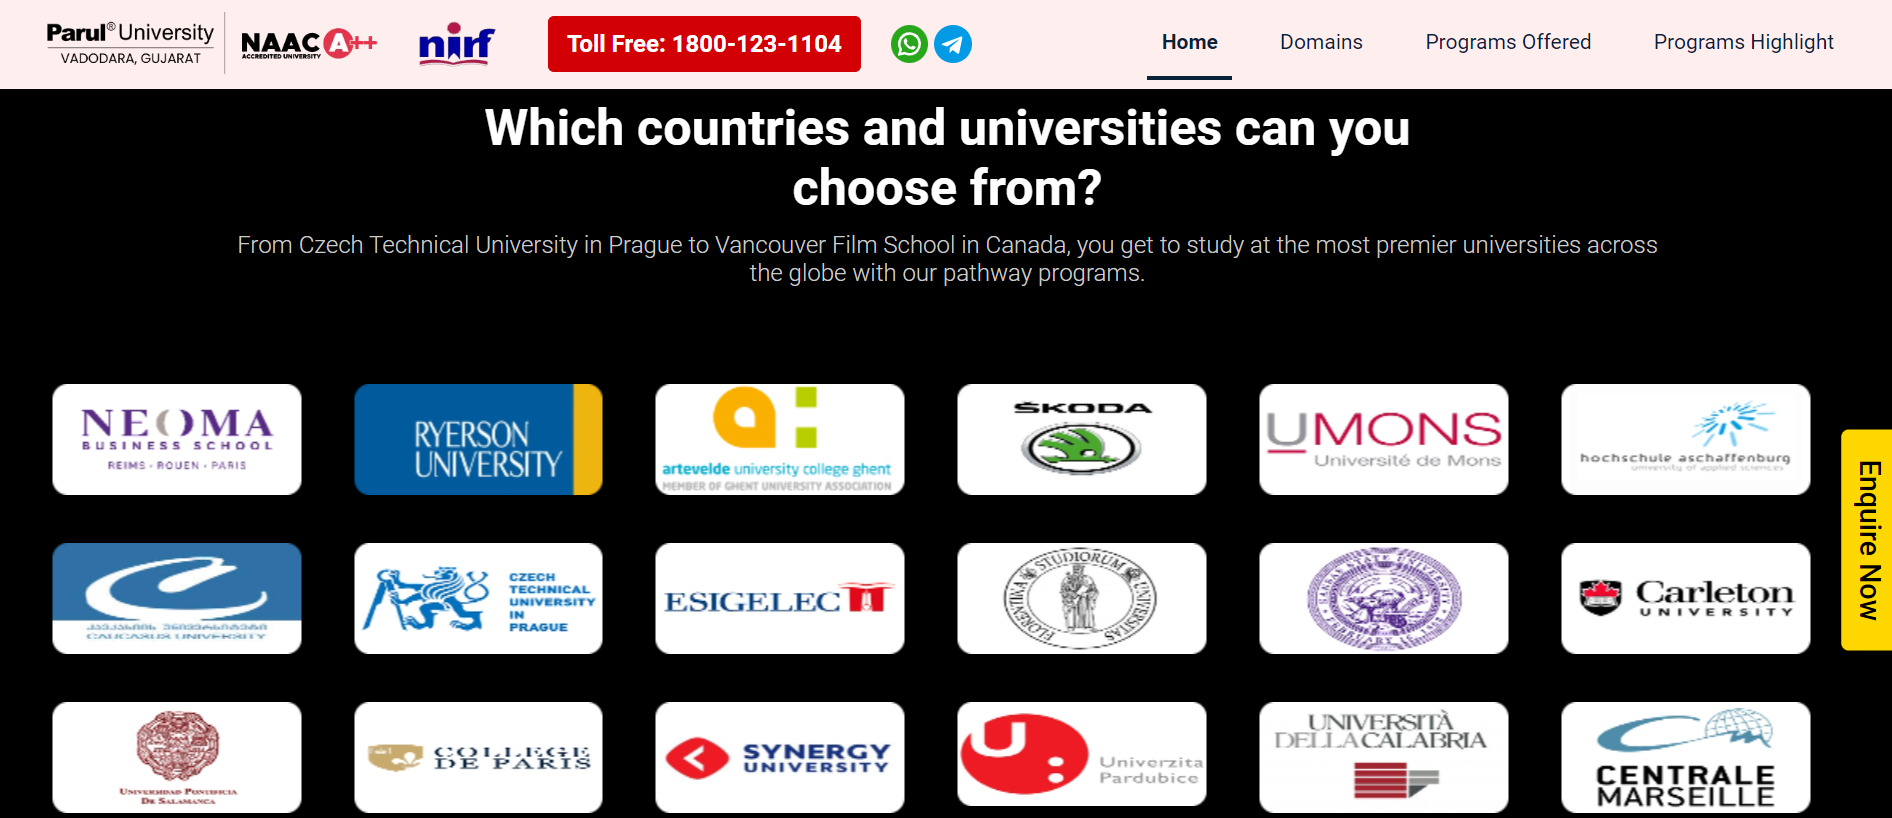 Parul® University
VADODARA, GUJARAT
NAAC A++
ACCREDITED UNIVERSITY
nirf
Toll Free: 1800-123-1104
Home
Domains
Programs Offered
Programs Highlight
Which countries and universities can you
choose from?
From Czech Technical University in Prague to Vancouver Film School in Canada, you get to study at the most premier universities across
the globe with our pathway programs.
NEOMA
BUSINESS SCHOOL
REIMS - ROUEN - PARIS
RYERSON
UNIVERSITY
a:
artevelde university college ghent
MEMBER OF GHENT UNIVERSITY ASSOCIATION
ŠKODA
UMONS
Université de Mons
hochschule aschaffenburg
university of applied sciences
Enquire Now
CAUCASUS UNIVERSITY
CZECH
TECHNICAL
UNIVERSITY
IN
PRAGUE
ESIGELEC
FLORENTINA STUDIORUM UNIVERSITAS
KANSAS STATE UNIVERSITY
FEBRUARY 16, 1863
Carleton
UNIVERSITY
UNIVERSIDAD PONTIFICIA
DE SALAMANCA
COLLEGE
DE PARIS
SYNERGY
UNIVERSITY
Univerzita
Pardubice
UNIVERSITÀ
DELLA CALABRIA
CENTRALE
MARSEILLE